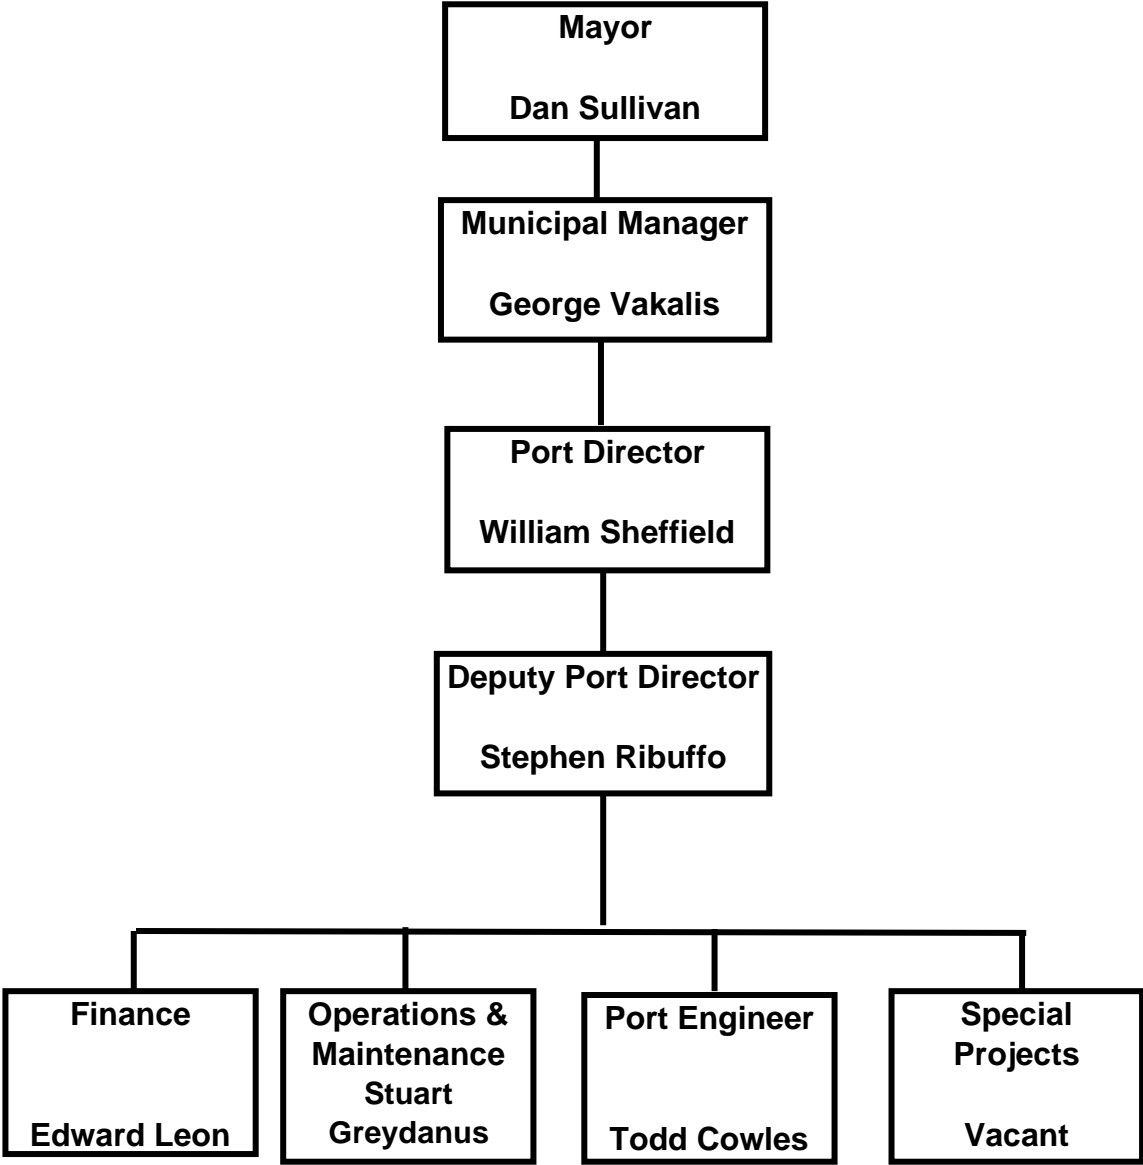 Mayor
Dan Sullivan
Municipal Manager
George Vakalis
Port Director
William Sheffield
Deputy Port Director
Stephen Ribuffo
Finance
Edward Leon
Operations &
Maintenance
Stuart
Greydanus
Port Engineer
Todd Cowles
Special
Projects
Vacant